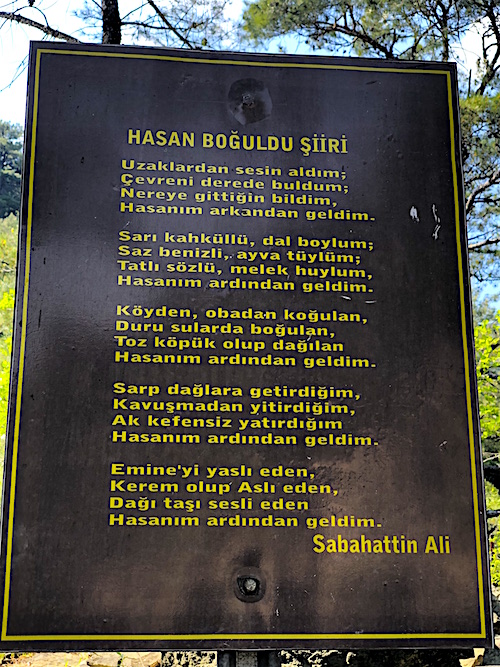 HASAN BOĞULDU ŞİİRİ
Uzaklardan sesin aldım;
Çevreni derede buldum;
Nereye gittiğin bildim,
Hasanım arkandan geldim.
Sarı kahküllü, dal boylum;
Saz benizli, ayva tüylüm;
Tatlı sözlü, melek huylum,
Hasanım ardından geldim.
Köyden, obadan koğulan,
Duru sularda boğulan,
Toz köpük olup dağılan
Hasanım ardından geldim.
Sarp dağlara getirdiğim,
Kavuşmadan yitirdiğim,
Ak kefensiz yatırdığım
Hasanım ardından geldim.
Emine'yi yaslı eden,
Kerem olup Aslı eden,
Dağı taşı sesli eden
Hasanım ardından geldim.
Sabahattin Ali